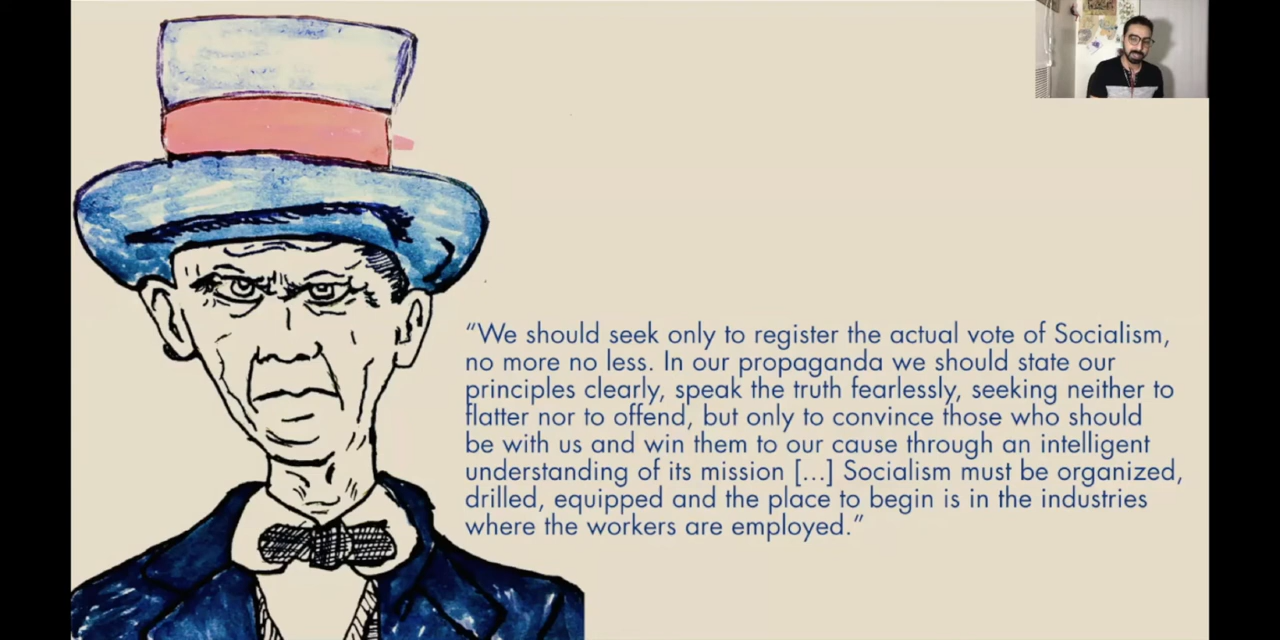 “We should seek only to register the actual vote of Socialism,
no more no less. In our propaganda we should state our
principles clearly, speak the truth fearlessly, seeking neither to
flatter nor to offend, but only to convince those who should
be with us and win them to our cause through an intelligent
understanding of its mission [...] Socialism must be organized,
drilled, equipped and the place to begin is in the industries
where the workers are employed.”